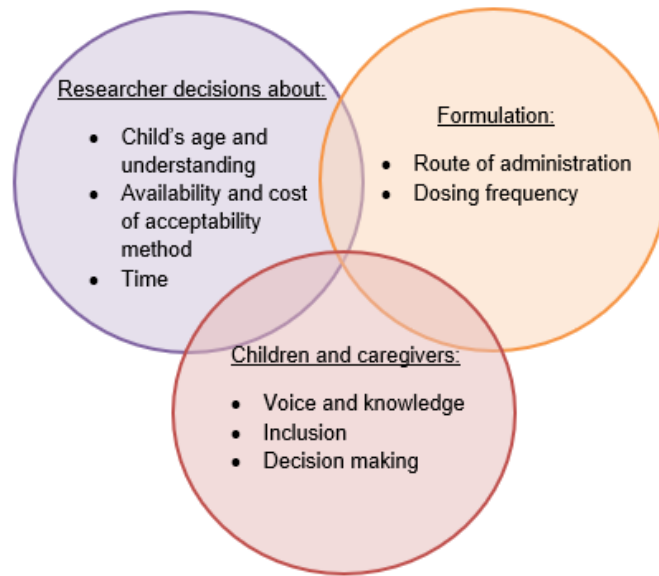 Researcher decisions about:
• Child's age and
understanding
• Availability and cost
of acceptability
method
• Time
Formulation:
• Route of administration
• Dosing frequency
Children and caregivers:
• Voice and knowledge
• Inclusion
• Decision making